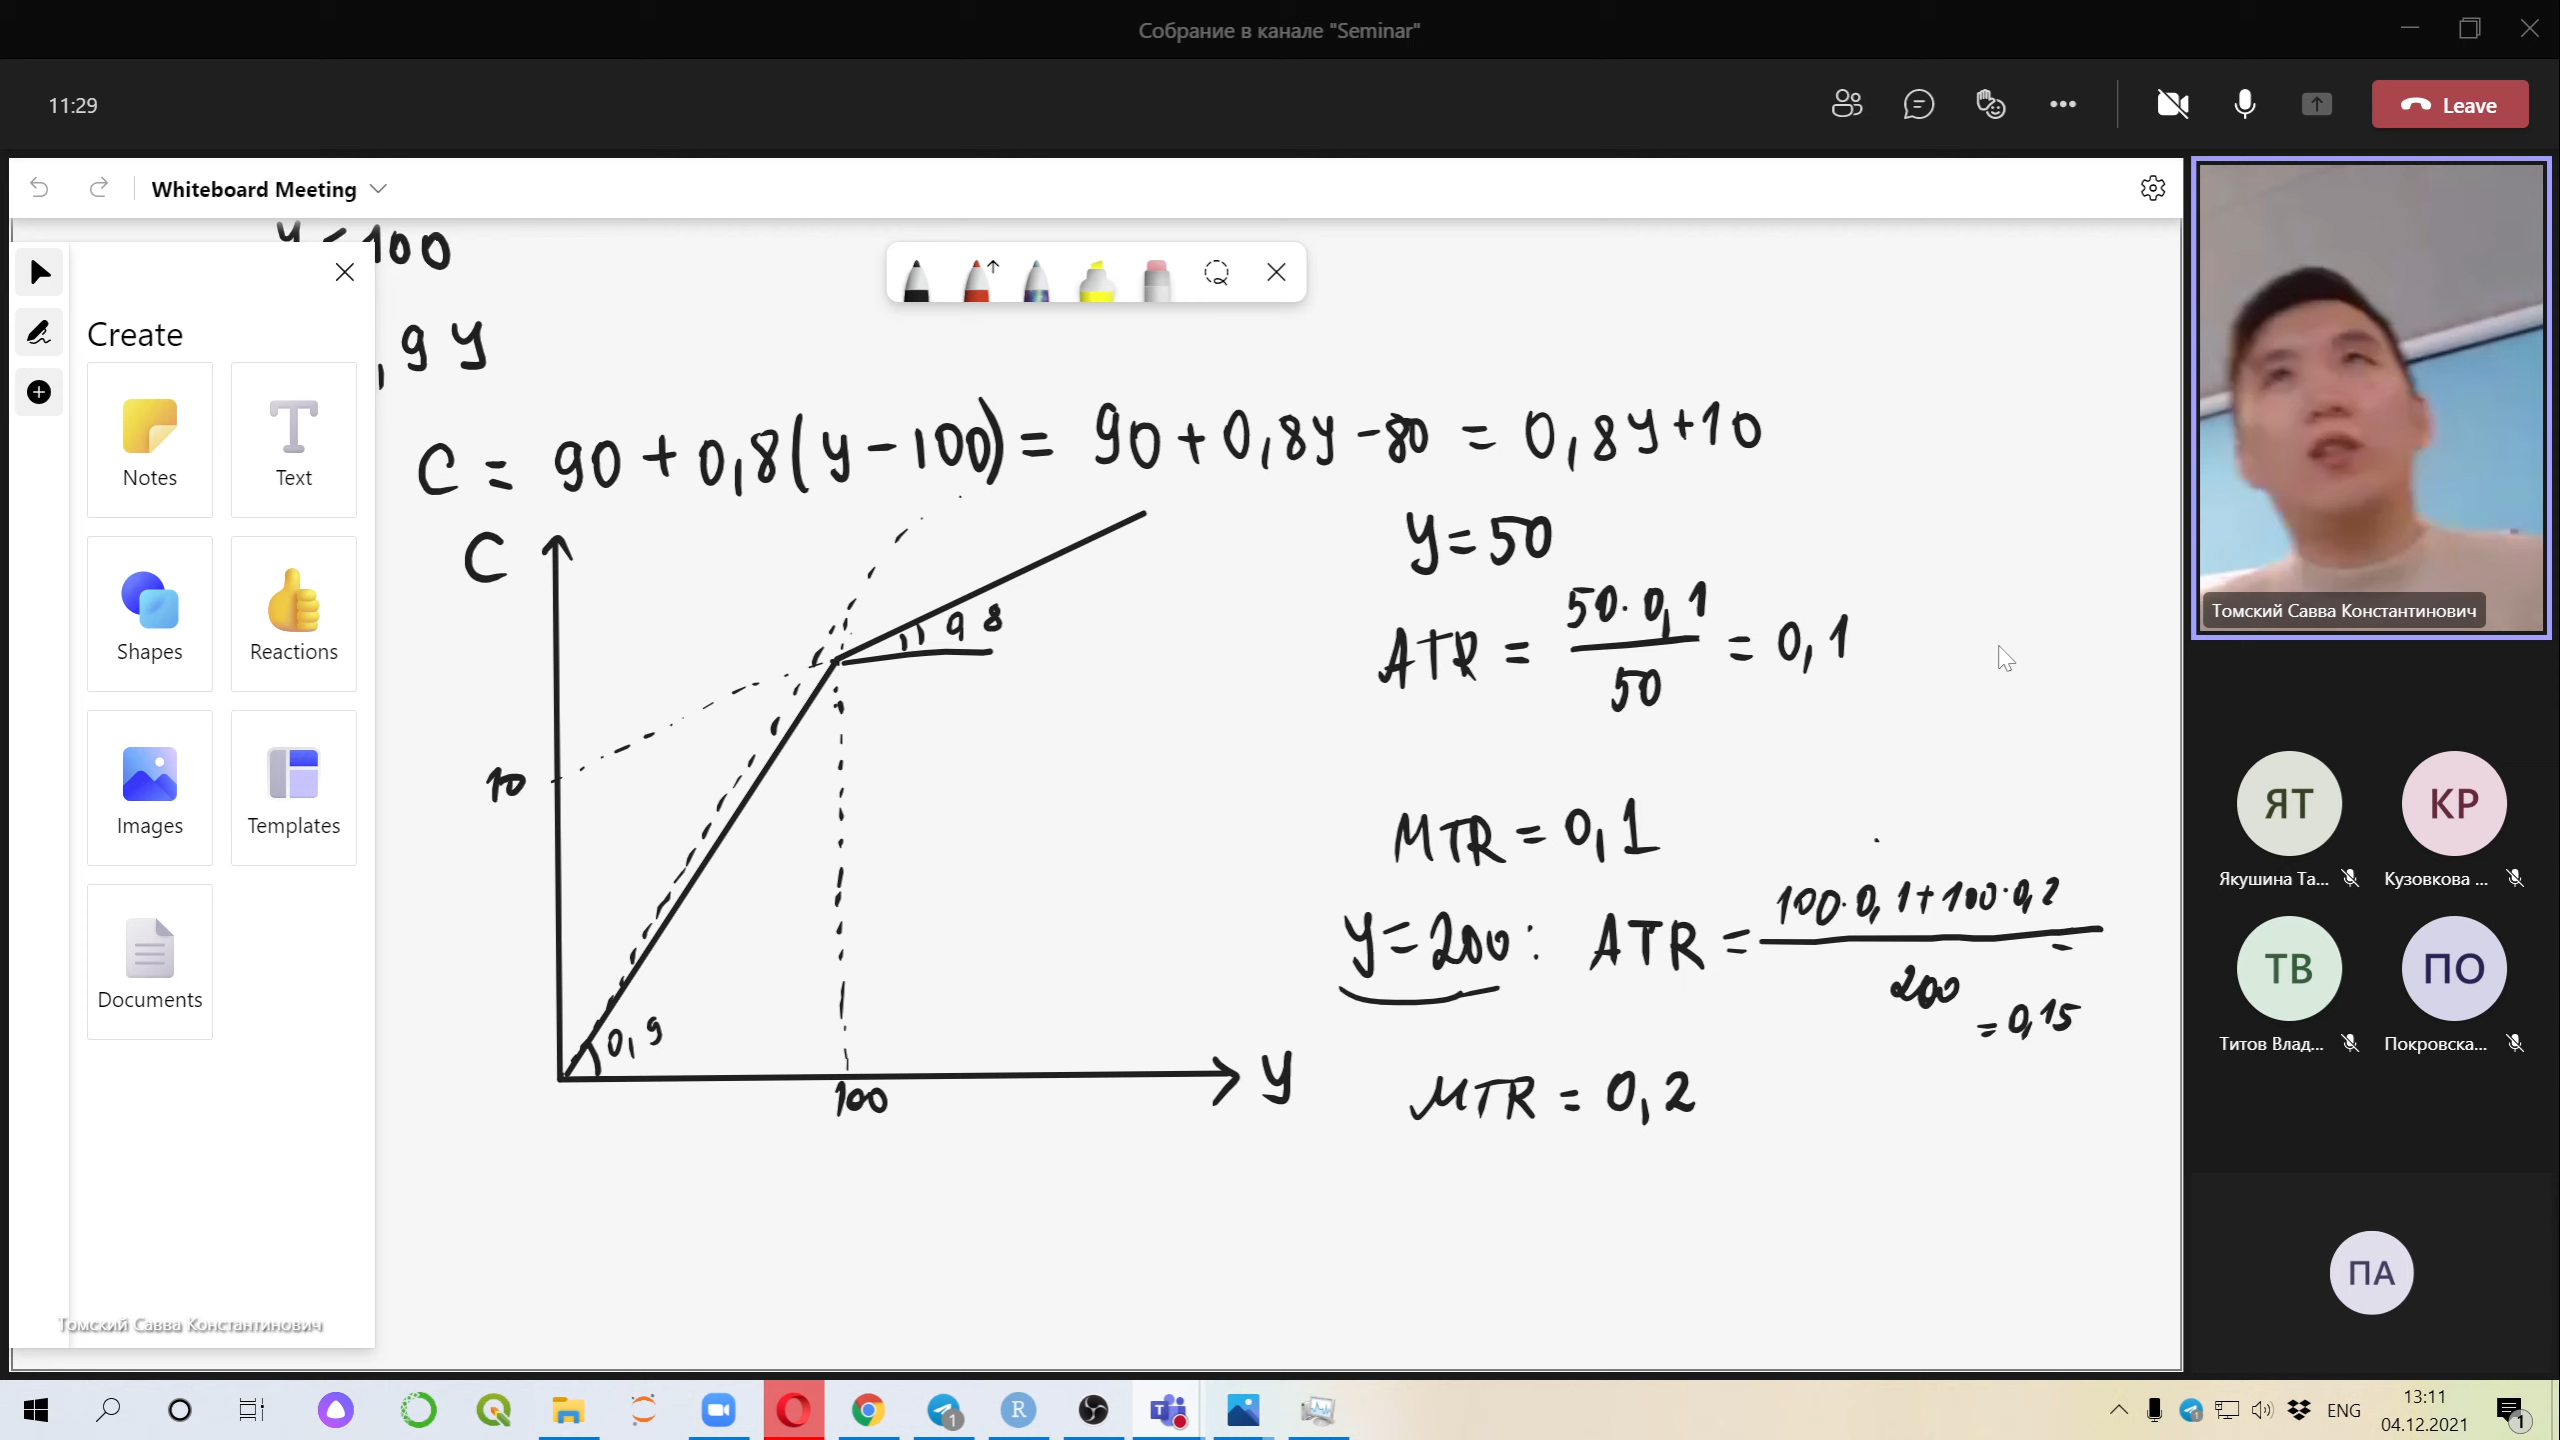 Собрание в канале "Seminar"
11:29
Leave
Whiteboard Meeting
y < 100
, 9 y
Create
Notes
Text
Shapes
Reactions
Images
Templates
Documents
C = 90 + 0,8(y - 100) = 90 + 0,8y - 80 = 0,8y + 10
C
10
0,8
0,9
100
y
y = 50
ATR = 50·0,1 / 50 = 0,1
MTR = 0,1
y = 200: ATR = 100·0,1 + 100·0,2 / 200 =
= 0,15
MTR = 0,2
Томский Савва Константинович
Томский Савва Константинович
ЯТ
КР
Якушина Та...
Кузовкова ...
ТВ
ПО
Титов Влад...
Покровска...
ПА
1
R
T
ENG
13:11
04.12.2021
1